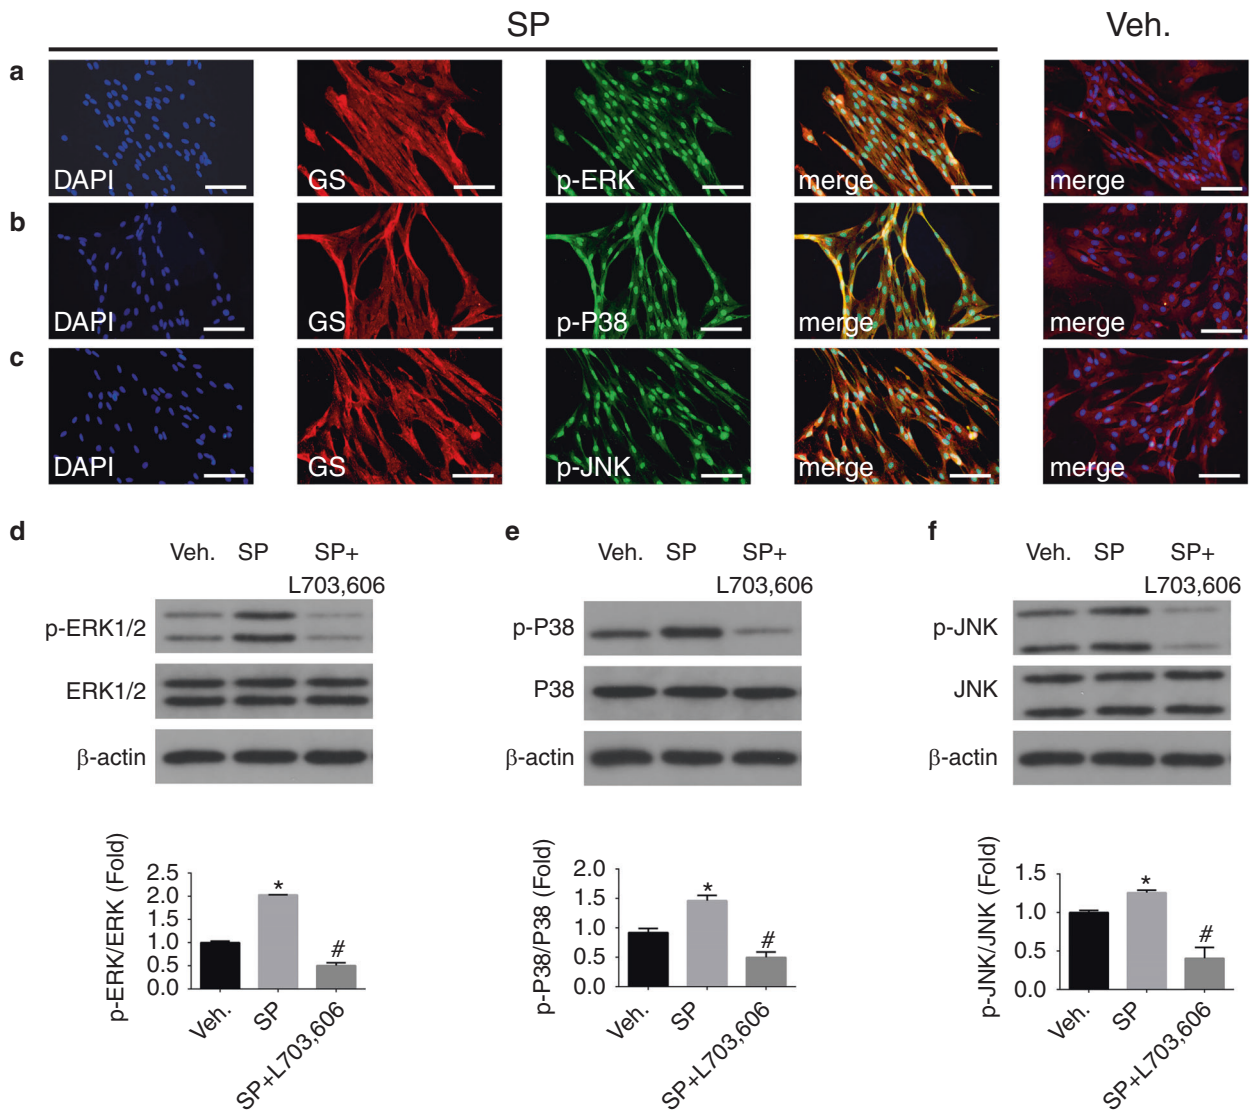 SP Veh.
a
DAPI GS p-ERK merge merge
b
DAPI GS p-P38 merge merge
c
DAPI GS p-JNK merge merge
d
Veh. SP SP+
L703,606
p-ERK1/2
ERK1/2
β-actin
p-ERK/ERK (Fold)
2.5
2.0
1.5
1.0
0.5
0.0
*
#
Veh.
SP
SP+L703,606
e
Veh. SP SP+
L703,606
p-P38
P38
β-actin
p-P38/P38 (Fold)
2.0
1.5
1.0
0.5
0.0
*
#
Veh.
SP
SP+L703,606
f
Veh. SP SP+
L703,606
p-JNK
JNK
β-actin
p-JNK/JNK (Fold)
1.5
1.0
0.5
0.0
*
#
Veh.
SP
SP+L703,606